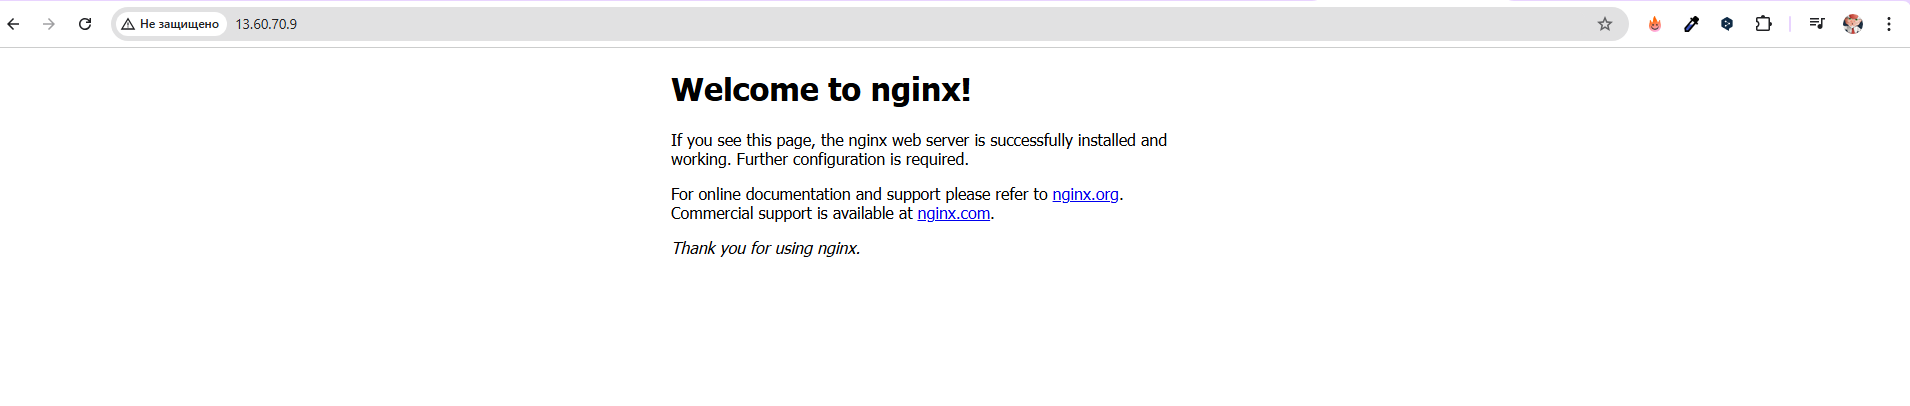 Не защищено 13.60.70.9
Welcome to nginx!
If you see this page, the nginx web server is successfully installed and
working. Further configuration is required.
For online documentation and support please refer to nginx.org.
Commercial support is available at nginx.com.
Thank you for using nginx.